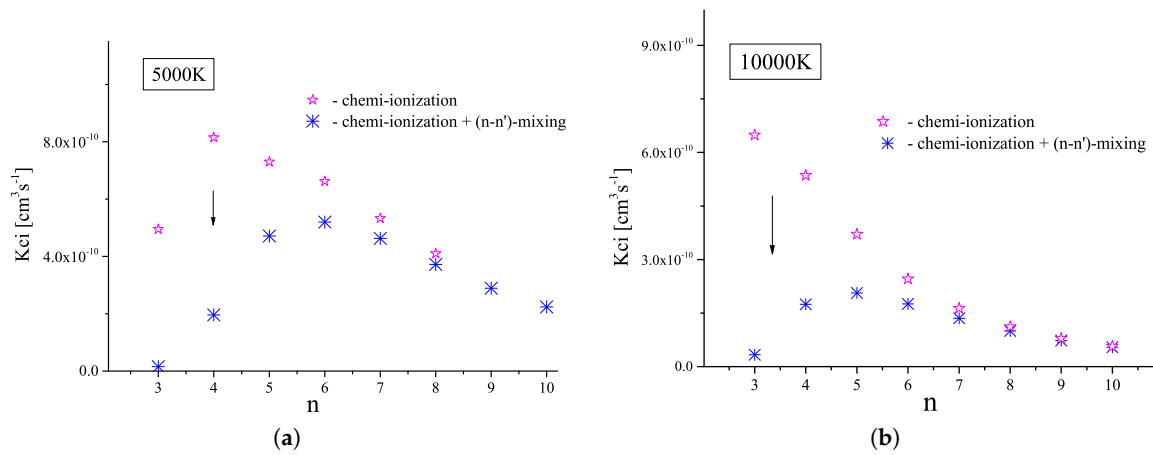 5000K
- chemi-ionization
- chemi-ionization + (n-n')-mixing
8.0x10⁻¹⁰
4.0x10⁻¹⁰
0.0
Kci [cm³s⁻¹]
3 4 5 6 7 8 9 10
n
(a)
10000K
- chemi-ionization
- chemi-ionization + (n-n')-mixing
9.0x10⁻¹⁰
6.0x10⁻¹⁰
3.0x10⁻¹⁰
0.0
Kci [cm³s⁻¹]
3 4 5 6 7 8 9 10
n
(b)